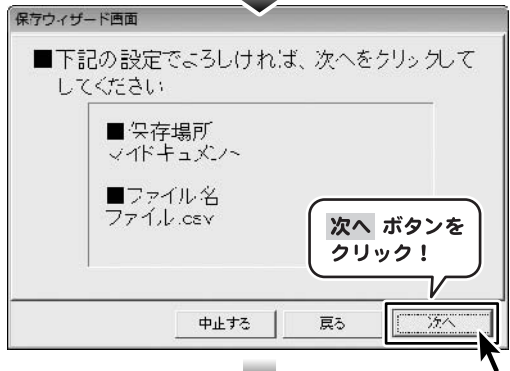 保存ウィザード画面
■下記の設定でよろしければ、次へをクリックして
してください
■保存場所
マイドキュメント
■ファイル名
ファイル.csv
次へ ボタンを
クリック！
中止する
戻る
次へ